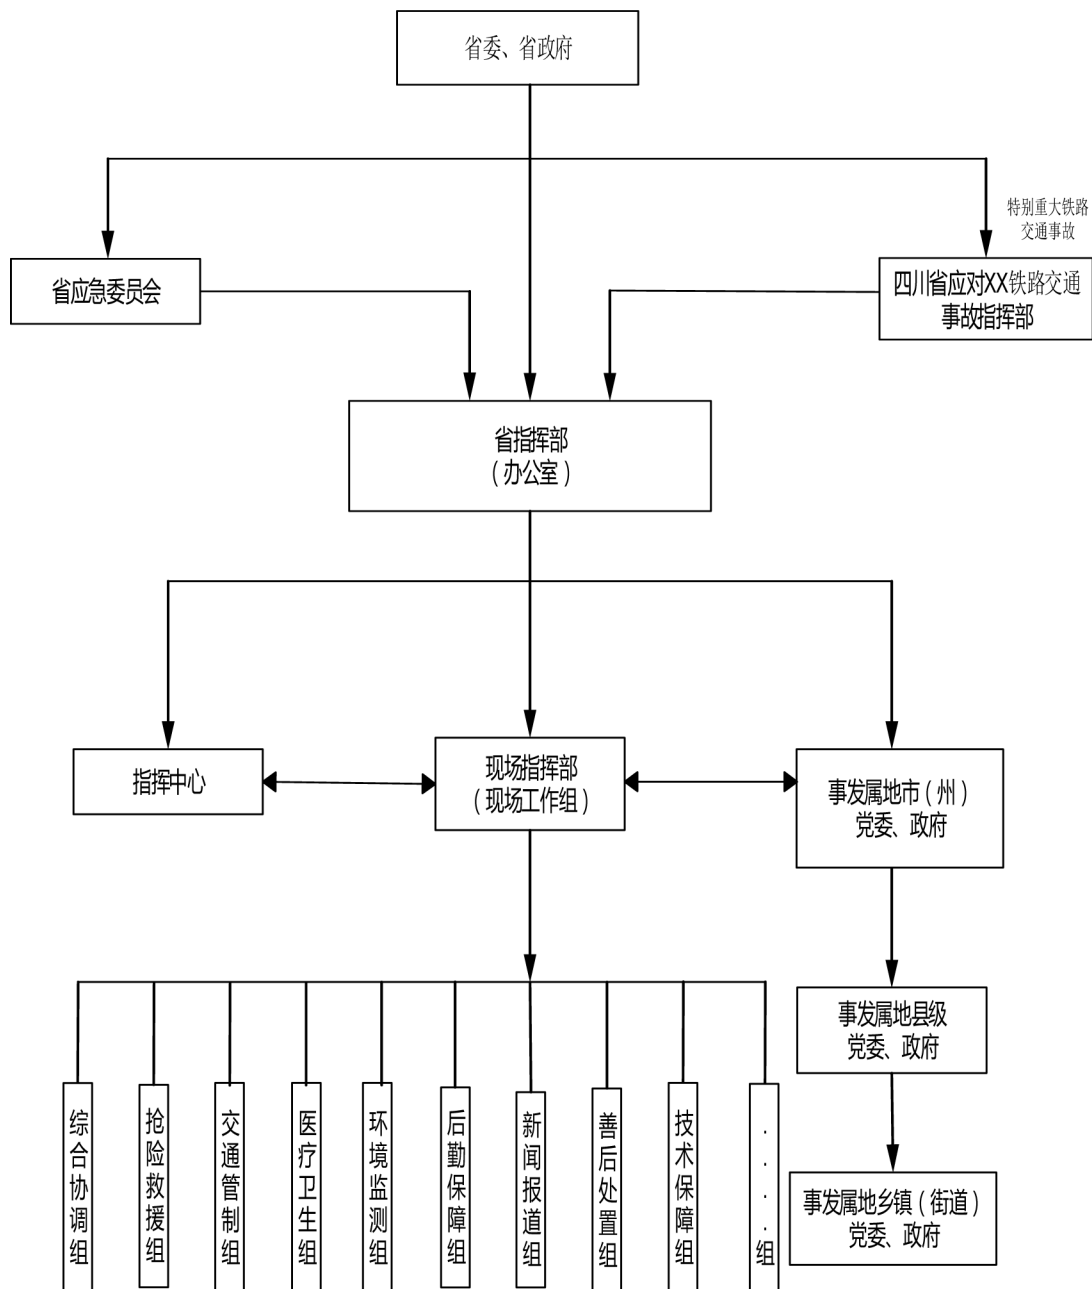 省委、省政府
特别重大铁路
交通事故
省应急委员会
四川省应对XX铁路交通
事故指挥部
省指挥部
（办公室）
指挥中心
现场指挥部
（现场工作组）
事发属地市（州）
党委、政府
事发属地县级
党委、政府
事发属地乡镇（街道）
党委、政府
综合协调组
抢险救援组
交通管制组
医疗卫生组
环境监测组
后勤保障组
新闻报道组
善后处置组
技术保障组
....组